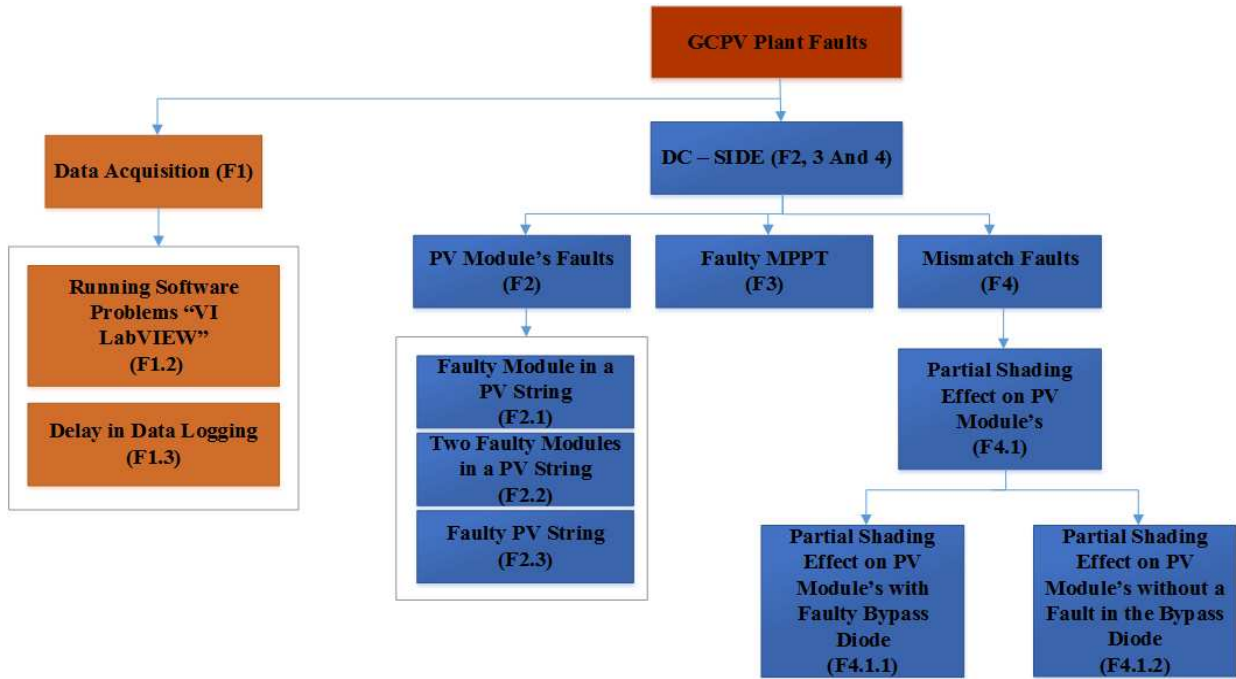 GCPV Plant Faults
Data Acquisition (F1)
DC – SIDE (F2, 3 And 4)
Running Software
Problems “VI
LabVIEW”
(F1.2)
Delay in Data Logging
(F1.3)
PV Module’s Faults
(F2)
Faulty MPPT
(F3)
Mismatch Faults
(F4)
Faulty Module in a
PV String
(F2.1)
Two Faulty Modules
in a PV String
(F2.2)
Faulty PV String
(F2.3)
Partial Shading
Effect on PV
Module’s
(F4.1)
Partial Shading
Effect on PV
Module’s with
Faulty Bypass
Diode
(F4.1.1)
Partial Shading
Effect on PV
Module’s without a
Fault in the Bypass
Diode
(F4.1.2)